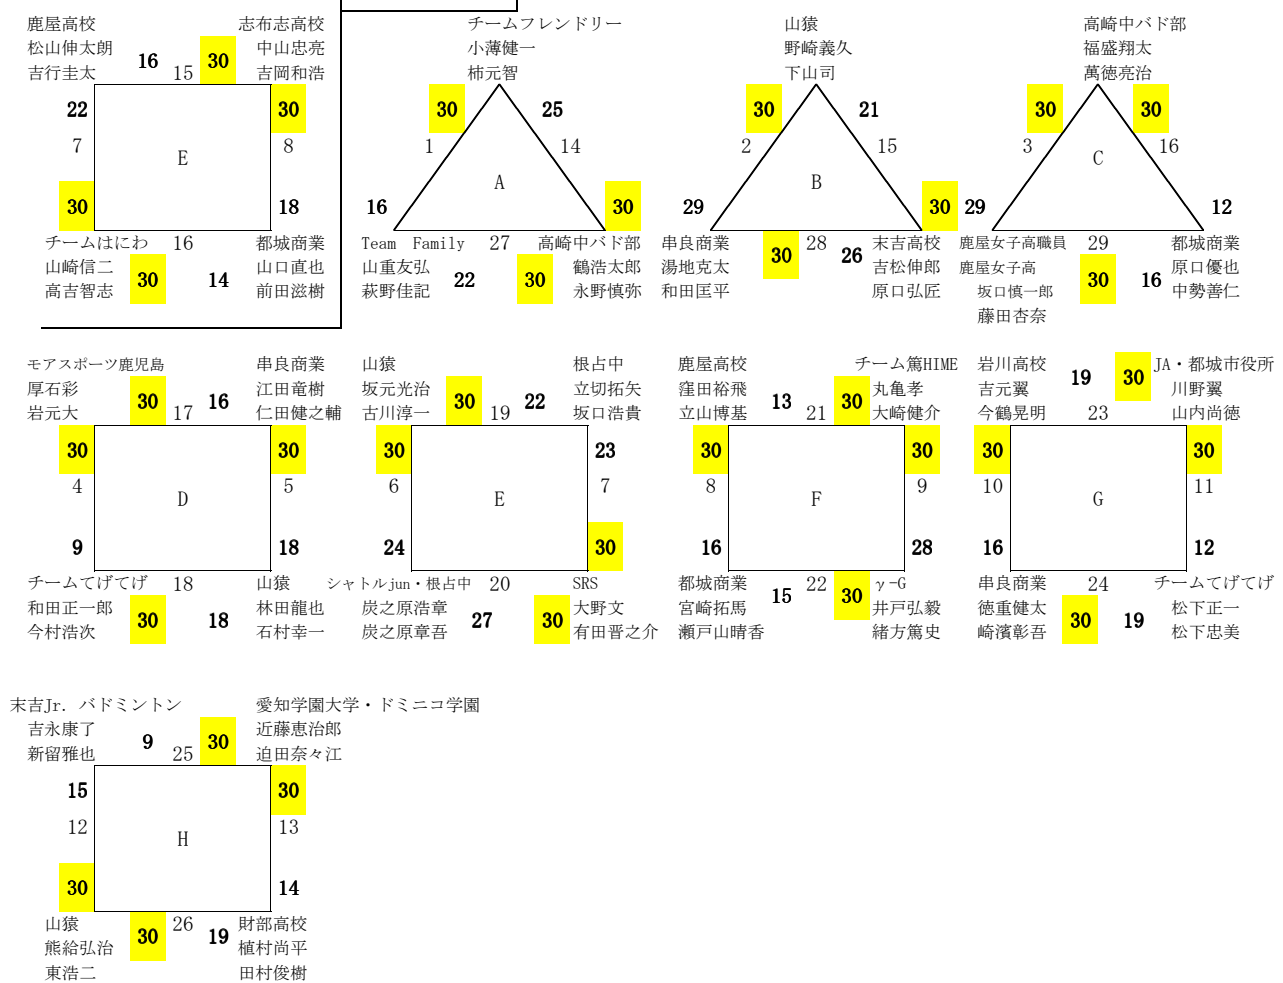 鹿屋高校
松山伸太朗
吉行圭太
16
15
30
志布志高校
中山忠亮
吉岡和浩
22
7
30
E
30
8
18
チームはにわ
山崎信二
高吉智志
16
30
14
都城商業
山口直也
前田滋樹
チームフレンドリー
小薄健一
柿元智
30
1
16
25
14
30
A
Team Family
山重友弘
萩野佳記
27
22
30
高崎中バド部
鶴浩太郎
永野慎弥
山猿
野崎義久
下山司
30
2
29
21
15
30
B
串良商業
湯地克太
和田匡平
28
30
26
末吉高校
吉松伸郎
原口弘匠
高崎中バド部
福盛翔太
萬徳亮治
30
3
29
30
16
12
C
鹿屋女子高職員
鹿屋女子高
坂口慎一郎
藤田杏奈
29
30
16
都城商業
原口優也
中勢善仁
モアスポーツ鹿児島
厚石彩
岩元大
30
17
16
串良商業
江田竜樹
仁田健之輔
30
4
9
D
30
5
18
チームてげてげ
和田正一郎
今村浩次
18
30
18
山猿
林田龍也
石村幸一
山猿
坂元光治
古川淳一
30
19
22
根占中
立切拓矢
坂口浩貴
30
6
24
E
23
7
30
シャトルjun・根占中
炭之原浩章
炭之原章吾
20
27
30
SRS
大野文
有田晋之介
鹿屋高校
窪田裕飛
立山博基
13
21
30
チーム篤HIME
丸亀孝
大崎健介
30
8
16
F
30
9
28
都城商業
宮崎拓馬
瀬戸山晴香
22
15
30
γ-G
井戸弘毅
緒方篤史
岩川高校
吉元翼
今鶴晃明
19
23
30
JA・都城市役所
川野翼
山内尚徳
30
10
16
G
30
11
12
串良商業
徳重健太
崎濱彰吾
24
30
19
チームてげてげ
松下正一
松下忠美
末吉Jr．バドミントン
吉永康了
新留雅也
9
25
30
愛知学園大学・ドミニコ学園
近藤恵治郎
迫田奈々江
15
12
30
H
30
13
14
山猿
熊給弘治
東浩二
26
30
19
財部高校
植村尚平
田村俊樹